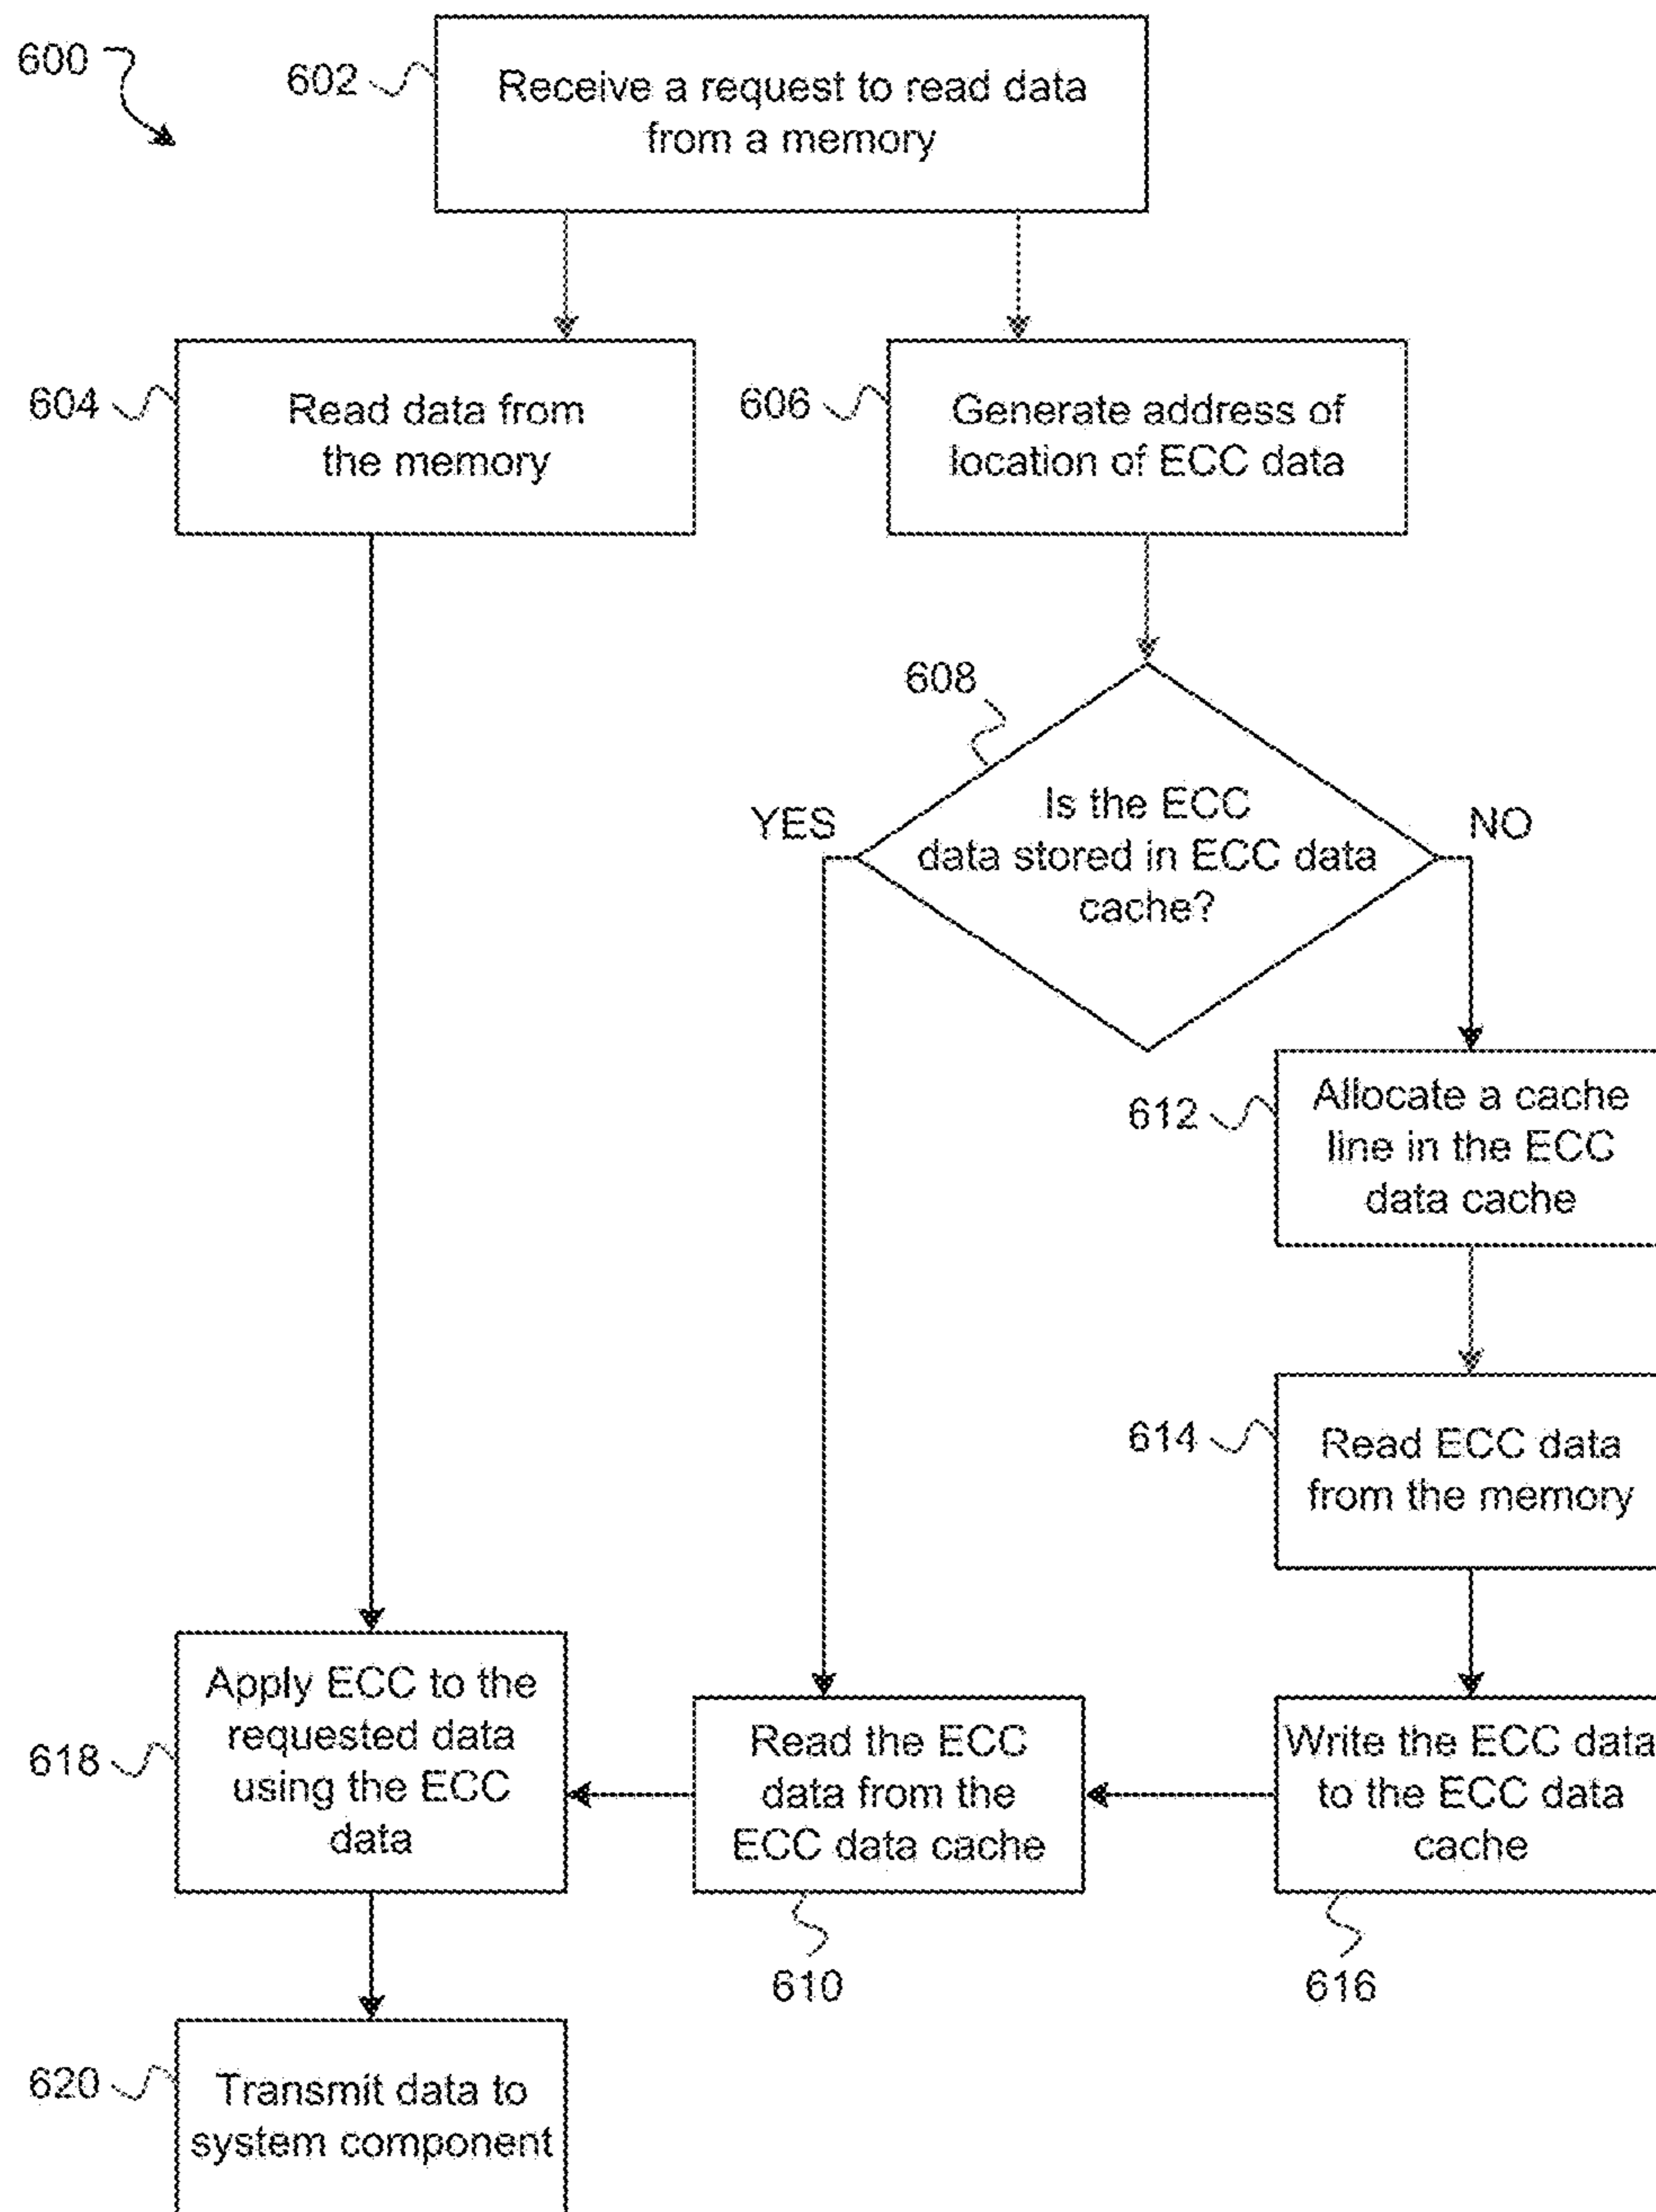 600
602
Receive a request to read data
from a memory
604
Read data from
the memory
606
Generate address of
location of ECC data
608
Is the ECC
data stored in ECC data
cache?
YES
NO
612
Allocate a cache
line in the ECC
data cache
614
Read ECC data
from the memory
618
Apply ECC to the
requested data
using the ECC
data
Read the ECC
data from the
ECC data cache
610
Write the ECC data
to the ECC data
cache
616
620
Transmit data to
system component